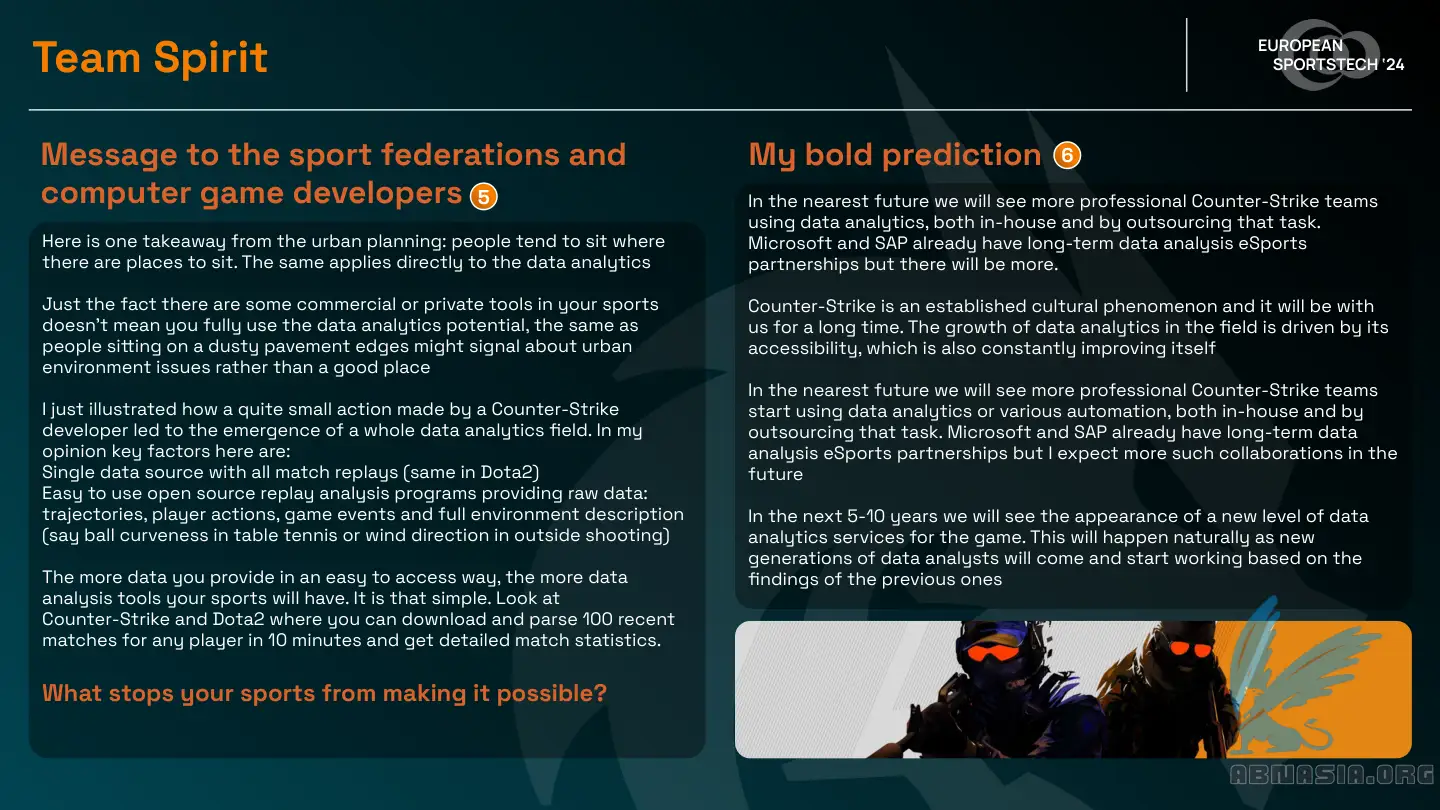 Team Spirit
EUROPEAN
SPORTSTECH '24
Message to the sport federations and
computer game developers 5
Here is one takeaway from the urban planning: people tend to sit where
there are places to sit. The same applies directly to the data analytics
Just the fact there are some commercial or private tools in your sports
doesn't mean you fully use the data analytics potential, the same as
people sitting on a dusty pavement edges might signal about urban
environment issues rather than a good place
I just illustrated how a quite small action made by a Counter-Strike
developer led to the emergence of a whole data analytics field. In my
opinion key factors here are:
Single data source with all match replays (same in Dota2)
Easy to use open source replay analysis programs providing raw data:
trajectories, player actions, game events and full environment description
(say ball curveness in table tennis or wind direction in outside shooting)
The more data you provide in an easy to access way, the more data
analysis tools your sports will have. It is that simple. Look at
Counter-Strike and Dota2 where you can download and parse 100 recent
matches for any player in 10 minutes and get detailed match statistics.
What stops your sports from making it possible?
My bold prediction 6
In the nearest future we will see more professional Counter-Strike teams
using data analytics, both in-house and by outsourcing that task.
Microsoft and SAP already have long-term data analysis eSports
partnerships but there will be more.
Counter-Strike is an established cultural phenomenon and it will be with
us for a long time. The growth of data analytics in the field is driven by its
accessibility, which is also constantly improving itself
In the nearest future we will see more professional Counter-Strike teams
start using data analytics or various automation, both in-house and by
outsourcing that task. Microsoft and SAP already have long-term data
analysis eSports partnerships but I expect more such collaborations in the
future
In the next 5-10 years we will see the appearance of a new level of data
analytics services for the game. This will happen naturally as new
generations of data analysts will come and start working based on the
findings of the previous ones
ABNASIA.ORG